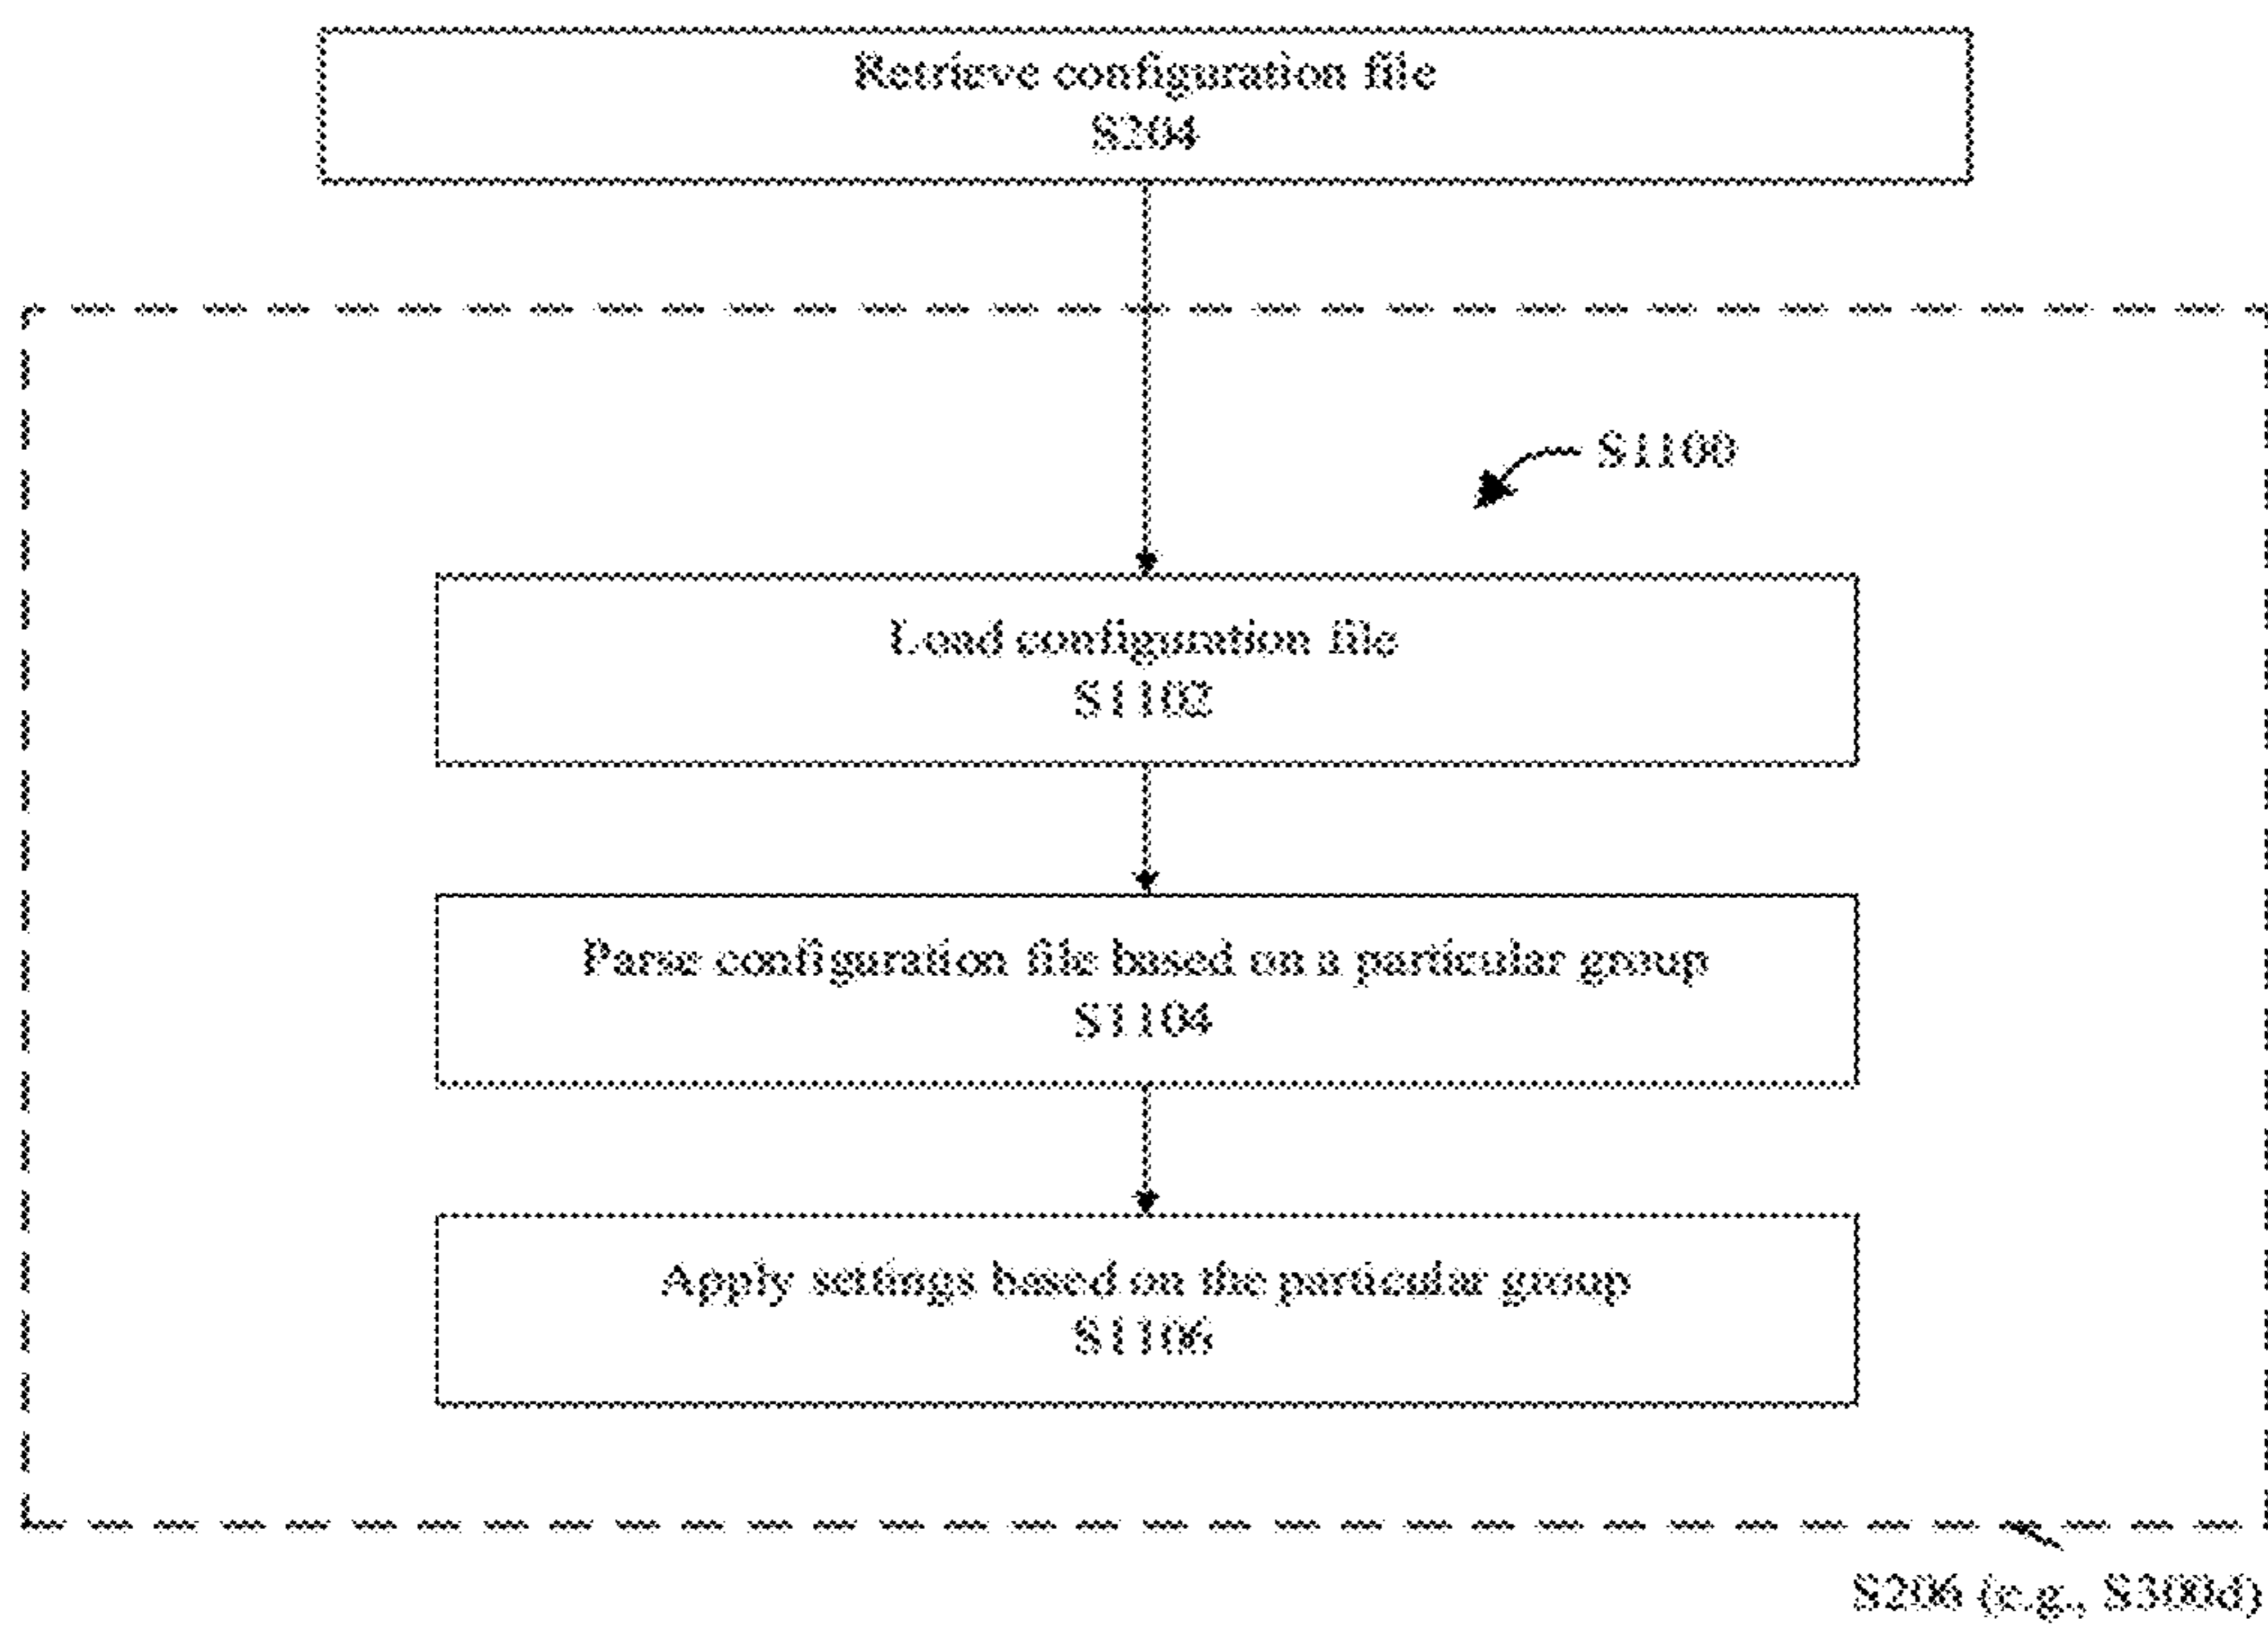 Retrieve configuration file
S204
S1100
Load configuration file
S1102
Parse configuration file based on a particular group
S1104
Apply settings based on the particular group
S1106
S206 (e.g., S300d)